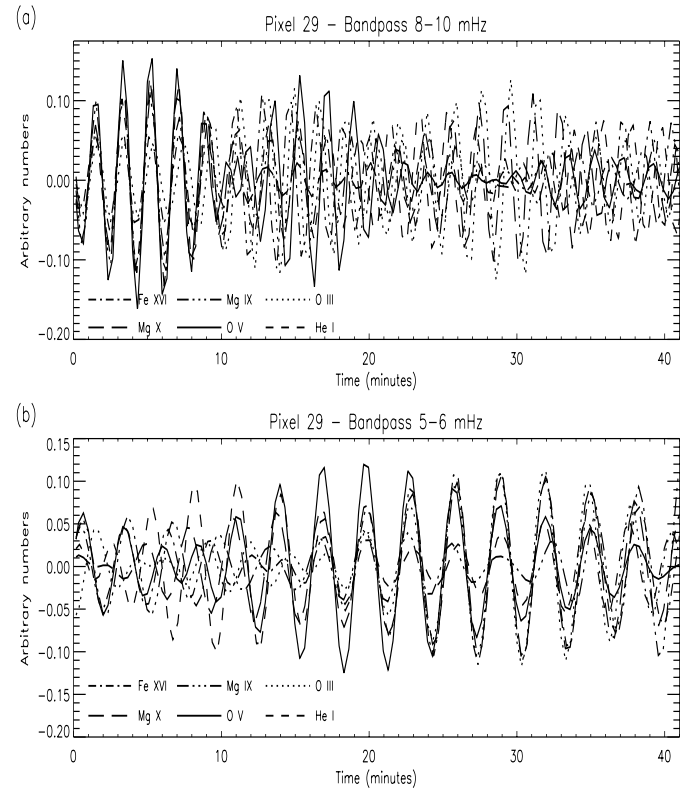 (a)
Pixel 29 – Bandpass 8–10 mHz
Arbitrary numbers
0.10
0.00
−0.10
−0.20
Fe XVI Mg IX O III
Mg X O V He I
0 10 20 30 40
Time (minutes)
(b)
Pixel 29 – Bandpass 5–6 mHz
Arbitrary numbers
0.15
0.10
0.05
0.00
−0.05
−0.10
−0.15
−0.20
Fe XVI Mg IX O III
Mg X O V He I
0 10 20 30 40
Time (minutes)